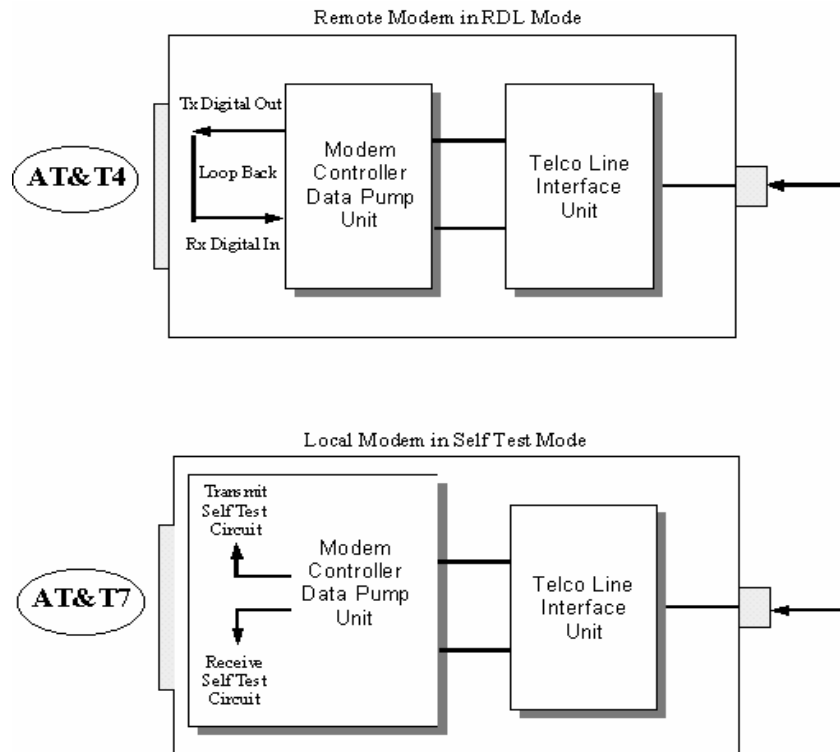 Remote Modem in RDL Mode
Tx Digital Out
AT&T4
Loop Back
Rx Digital In
Modem
Controller
Data Pump
Unit
Telco Line
Interface
Unit
Local Modem in Self Test Mode
Transmit
Self Test
Circuit
AT&T7
Modem
Controller
Data Pump
Unit
Telco Line
Interface
Unit
Receive
Self Test
Circuit